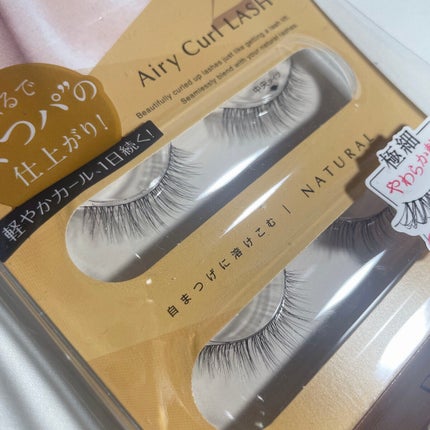 Airy Curl LASH
Beautifully curled up lashes just like getting a lash lift.
Seamlessly blend with your natural lashes.
まるで
まつパ”の
仕上がり!
軽やかカール、1日続く!
自まつげに溶けこむ | NATURAL
極細
やわらか